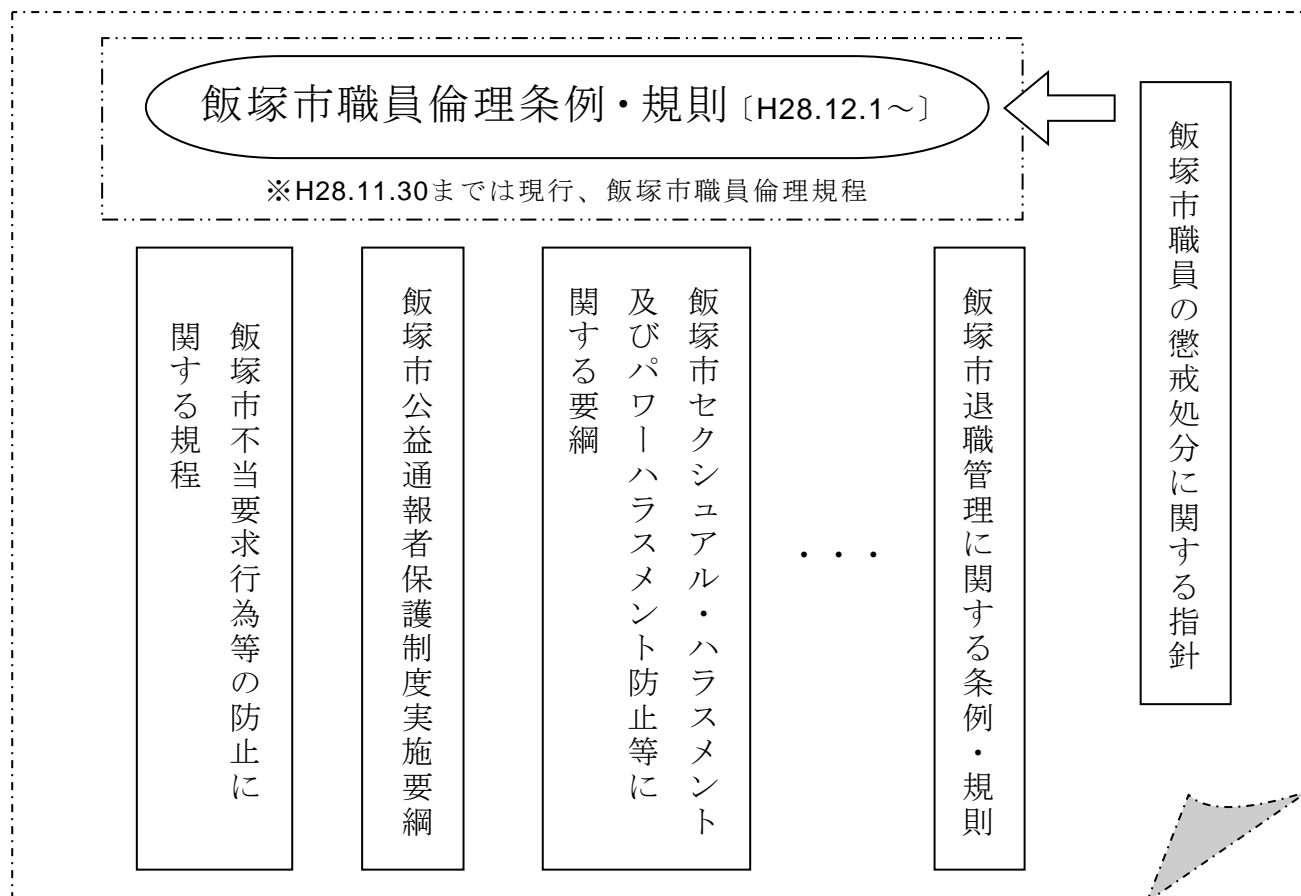 飯塚市職員倫理条例・規則〔H28.12.1～〕
※H28.11.30までは現行、飯塚市職員倫理規程
飯塚市職員の懲戒処分に関する指針
飯塚市退職管理に関する条例・規則
・・・
飯塚市セクシュアル・ハラスメント
及びパワーハラスメント防止等に
関する要綱
飯塚市公益通報者保護制度実施要綱
飯塚市不当要求行為等の防止に
関する規程